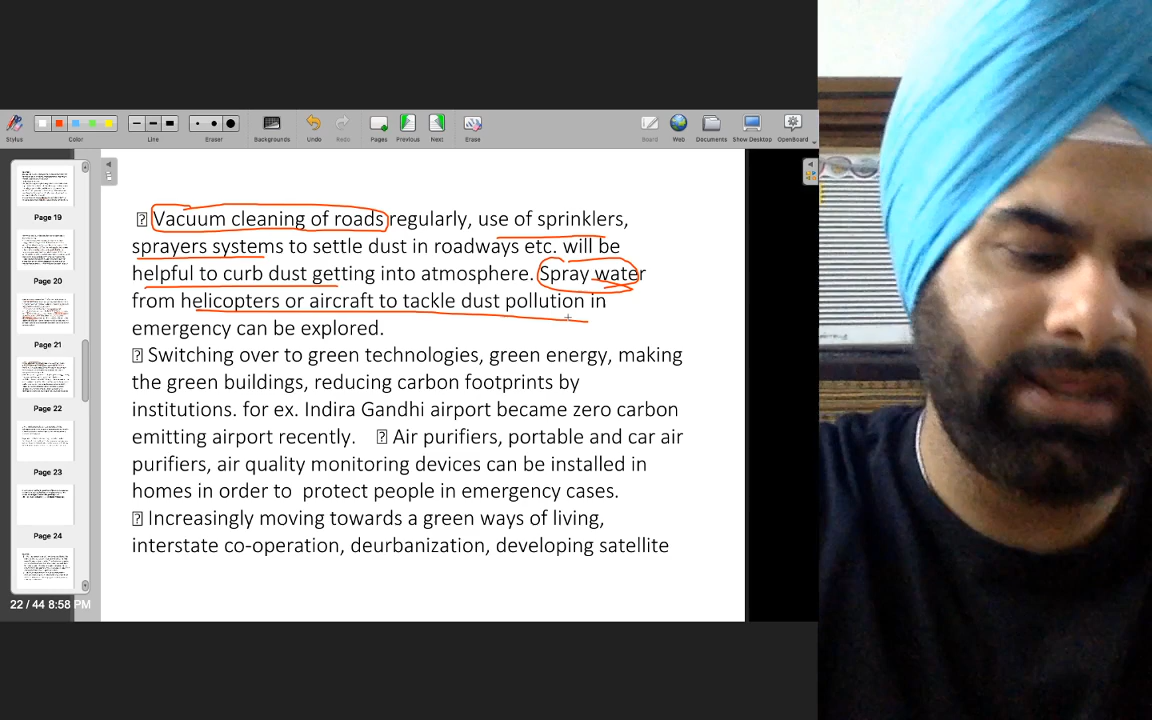 Stylus
Color
Line
Eraser
Backgrounds
Undo
Redo
Pages
Previous
Next
Erase
Board
Web
Documents
Show Desktop
OpenBoard
Page 19
Page 20
Page 21
Page 22
Page 23
Page 24
22 / 44 8:58 PM
Vacuum cleaning of roads regularly, use of sprinklers,
sprayers systems to settle dust in roadways etc. will be
helpful to curb dust getting into atmosphere. Spray water
from helicopters or aircraft to tackle dust pollution in
emergency can be explored.
Switching over to green technologies, green energy, making
the green buildings, reducing carbon footprints by
institutions. for ex. Indira Gandhi airport became zero carbon
emitting airport recently. Air purifiers, portable and car air
purifiers, air quality monitoring devices can be installed in
homes in order to protect people in emergency cases.
Increasingly moving towards a green ways of living,
interstate co-operation, deurbanization, developing satellite